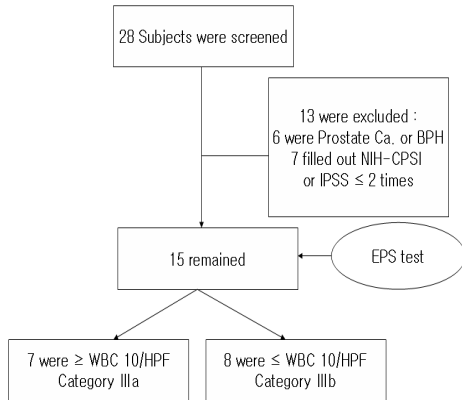 28 Subjects were screened
13 were excluded :
6 were Prostate Ca. or BPH
7 filled out NIH-CPSI
or IPSS ≤ 2 times
15 remained
EPS test
7 were ≥ WBC 10/HPF
Category IIIa
8 were ≤ WBC 10/HPF
Category IIIb